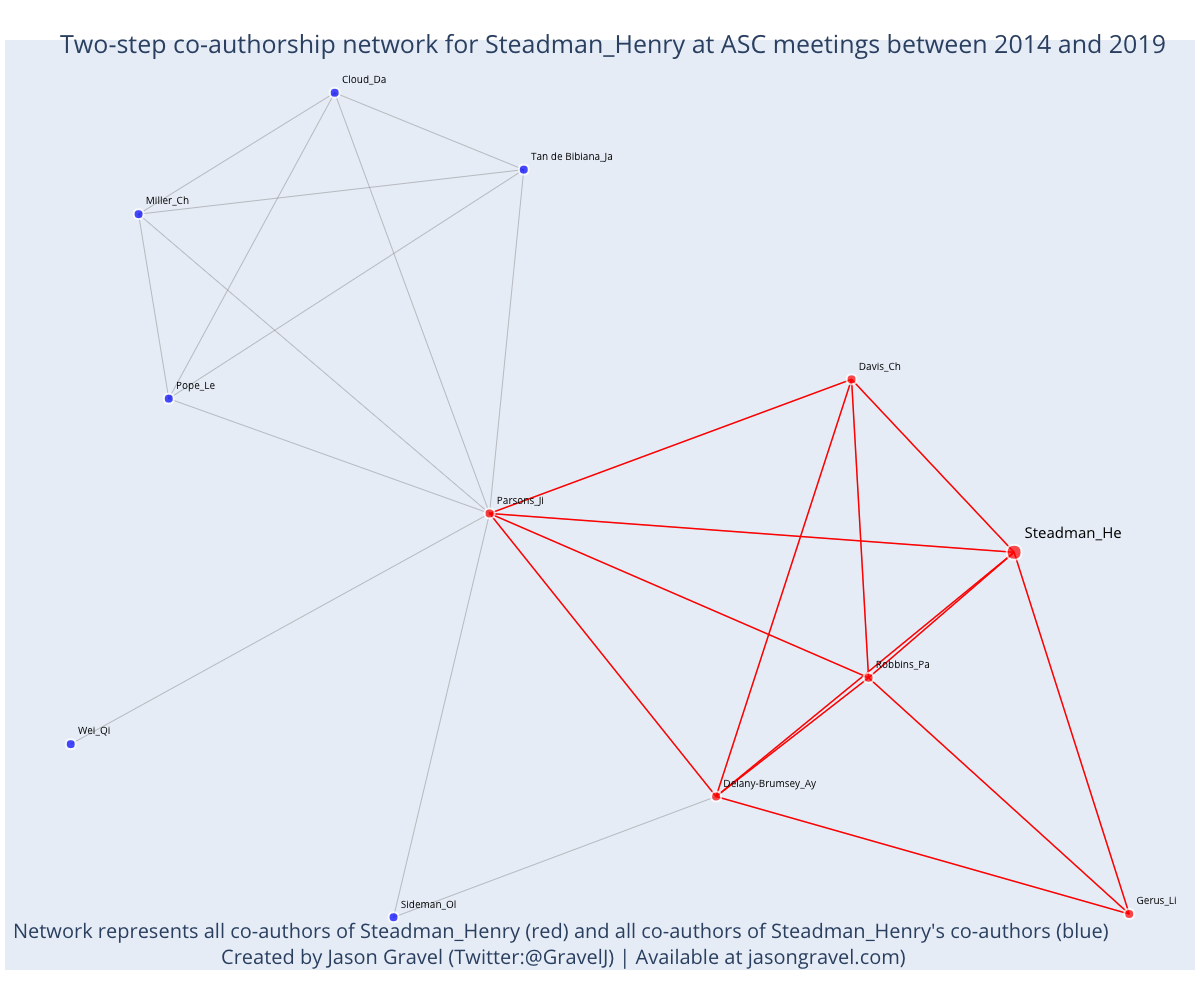 Two-step co-authorship network for Steadman_Henry at ASC meetings between 2014 and 2019
Cloud_Da
Tan de Bibiana_Ja
Miller_Ch
Davis_Ch
Pope_Le
Parsons_Ji
Steadman_He
Robbins_Pa
Wei_Qi
Delany-Brumsey_Ay
Gerus_Li
Sideman_Ol
Network represents all co-authors of Steadman_Henry (red) and all co-authors of Steadman_Henry's co-authors (blue)
Created by Jason Gravel (Twitter:@GravelJ) | Available at jasongravel.com)